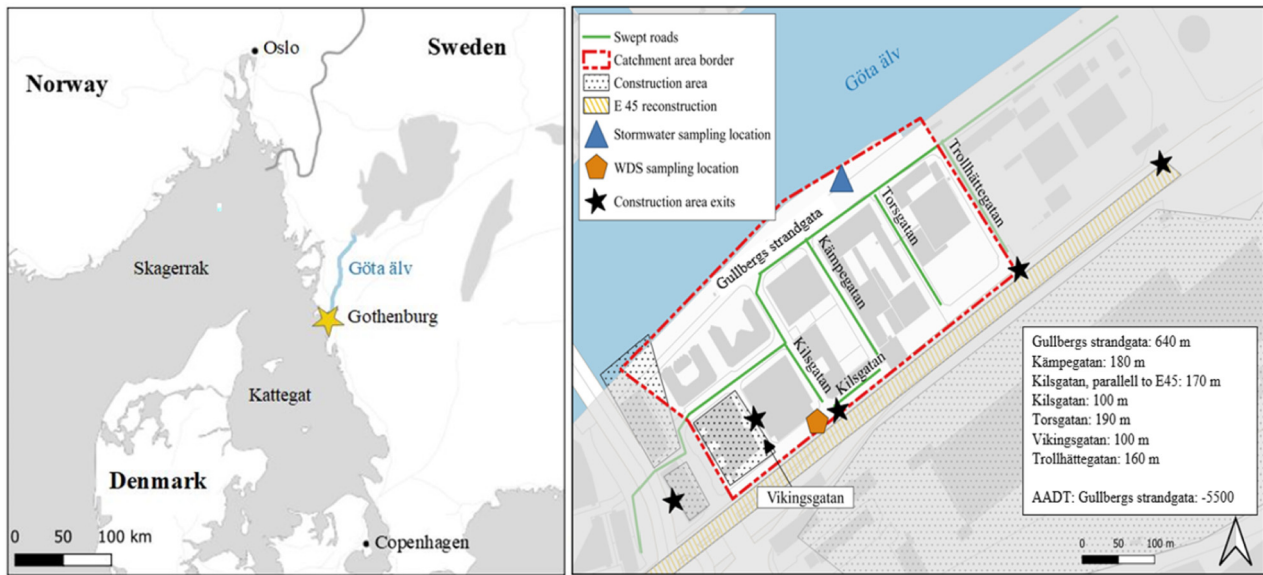 Oslo
Sweden
Norway
Göta älv
Skagerrak
Gothenburg
Kattegat
Denmark
Copenhagen
0 50 100 km
Swept roads
Catchment area border
Construction area
E 45 reconstruction
Stormwater sampling location
WDS sampling location
Construction area exits
Göta älv
Trollhättegatan
Torsgatan
Gullbergs strandgata
Kämpegatan
Kilsgatan
Kilsgatan
Vikingsgatan
Gullbergs strandgata: 640 m
Kämpegatan: 180 m
Kilsgatan, parallell to E45: 170 m
Kilsgatan: 100 m
Torsgatan: 190 m
Vikingsgatan: 100 m
Trollhättegatan: 160 m
AADT: Gullbergs strandgata: -5500
0 50 100 m